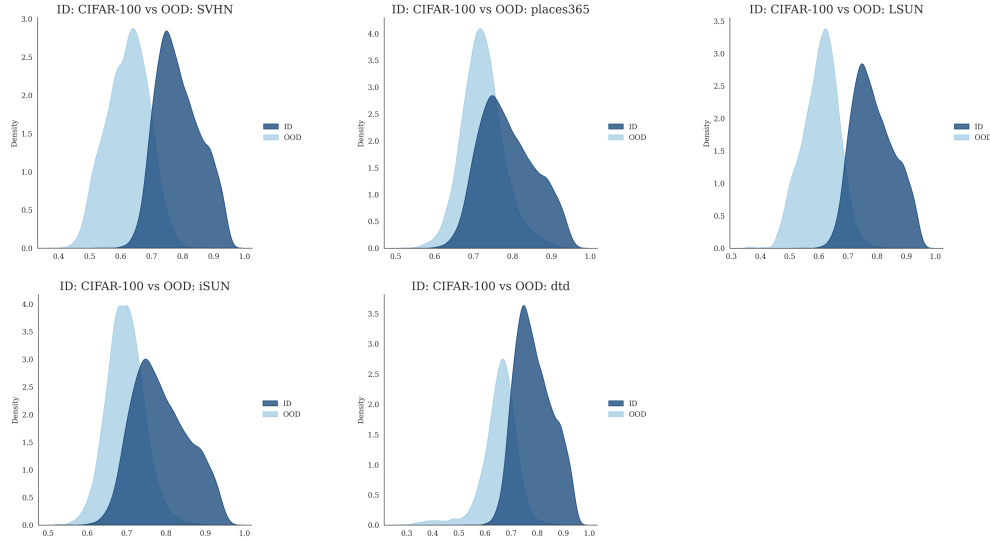 ID: CIFAR-100 vs OOD: SVHN
3.0
2.5
2.0
1.5
1.0
0.5
0.0
Density
0.4 0.5 0.6 0.7 0.8 0.9 1.0
ID
OOD
ID: CIFAR-100 vs OOD: places365
4.0
3.5
3.0
2.5
2.0
1.5
1.0
0.5
0.0
Density
0.5 0.6 0.7 0.8 0.9 1.0
ID
OOD
ID: CIFAR-100 vs OOD: LSUN
3.5
3.0
2.5
2.0
1.5
1.0
0.5
0.0
Density
0.3 0.4 0.5 0.6 0.7 0.8 0.9 1.0
ID
OOD
ID: CIFAR-100 vs OOD: iSUN
4.0
3.5
3.0
2.5
2.0
1.5
1.0
0.5
0.0
Density
0.5 0.6 0.7 0.8 0.9 1.0
ID
OOD
ID: CIFAR-100 vs OOD: dtd
3.5
3.0
2.5
2.0
1.5
1.0
0.5
0.0
Density
0.3 0.4 0.5 0.6 0.7 0.8 0.9 1.0
ID
OOD